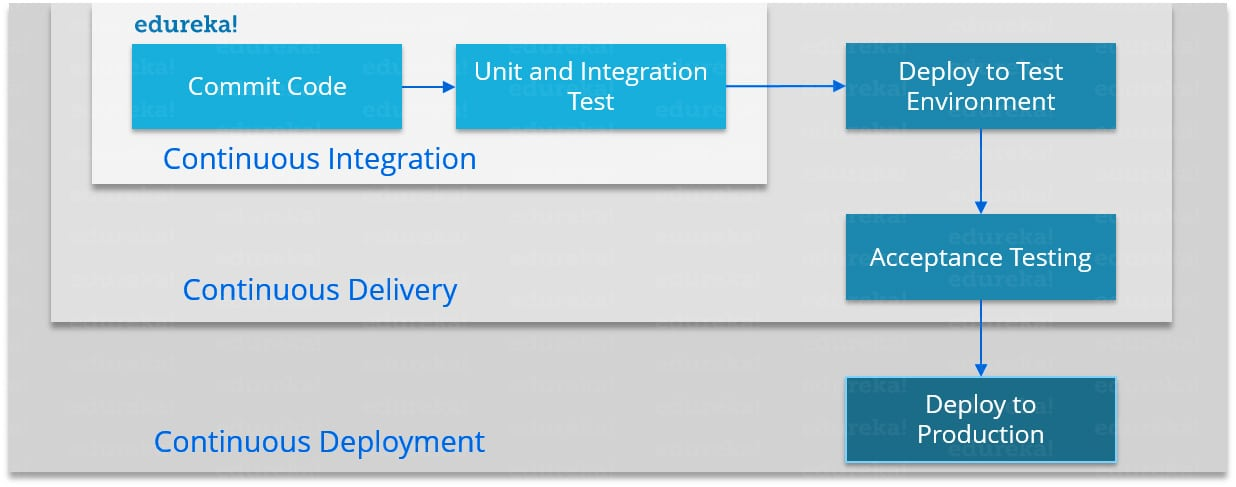 edureka!
Commit Code
Unit and Integration
Test
Deploy to Test
Environment
Continuous Integration
Acceptance Testing
Continuous Delivery
Deploy to
Production
Continuous Deployment